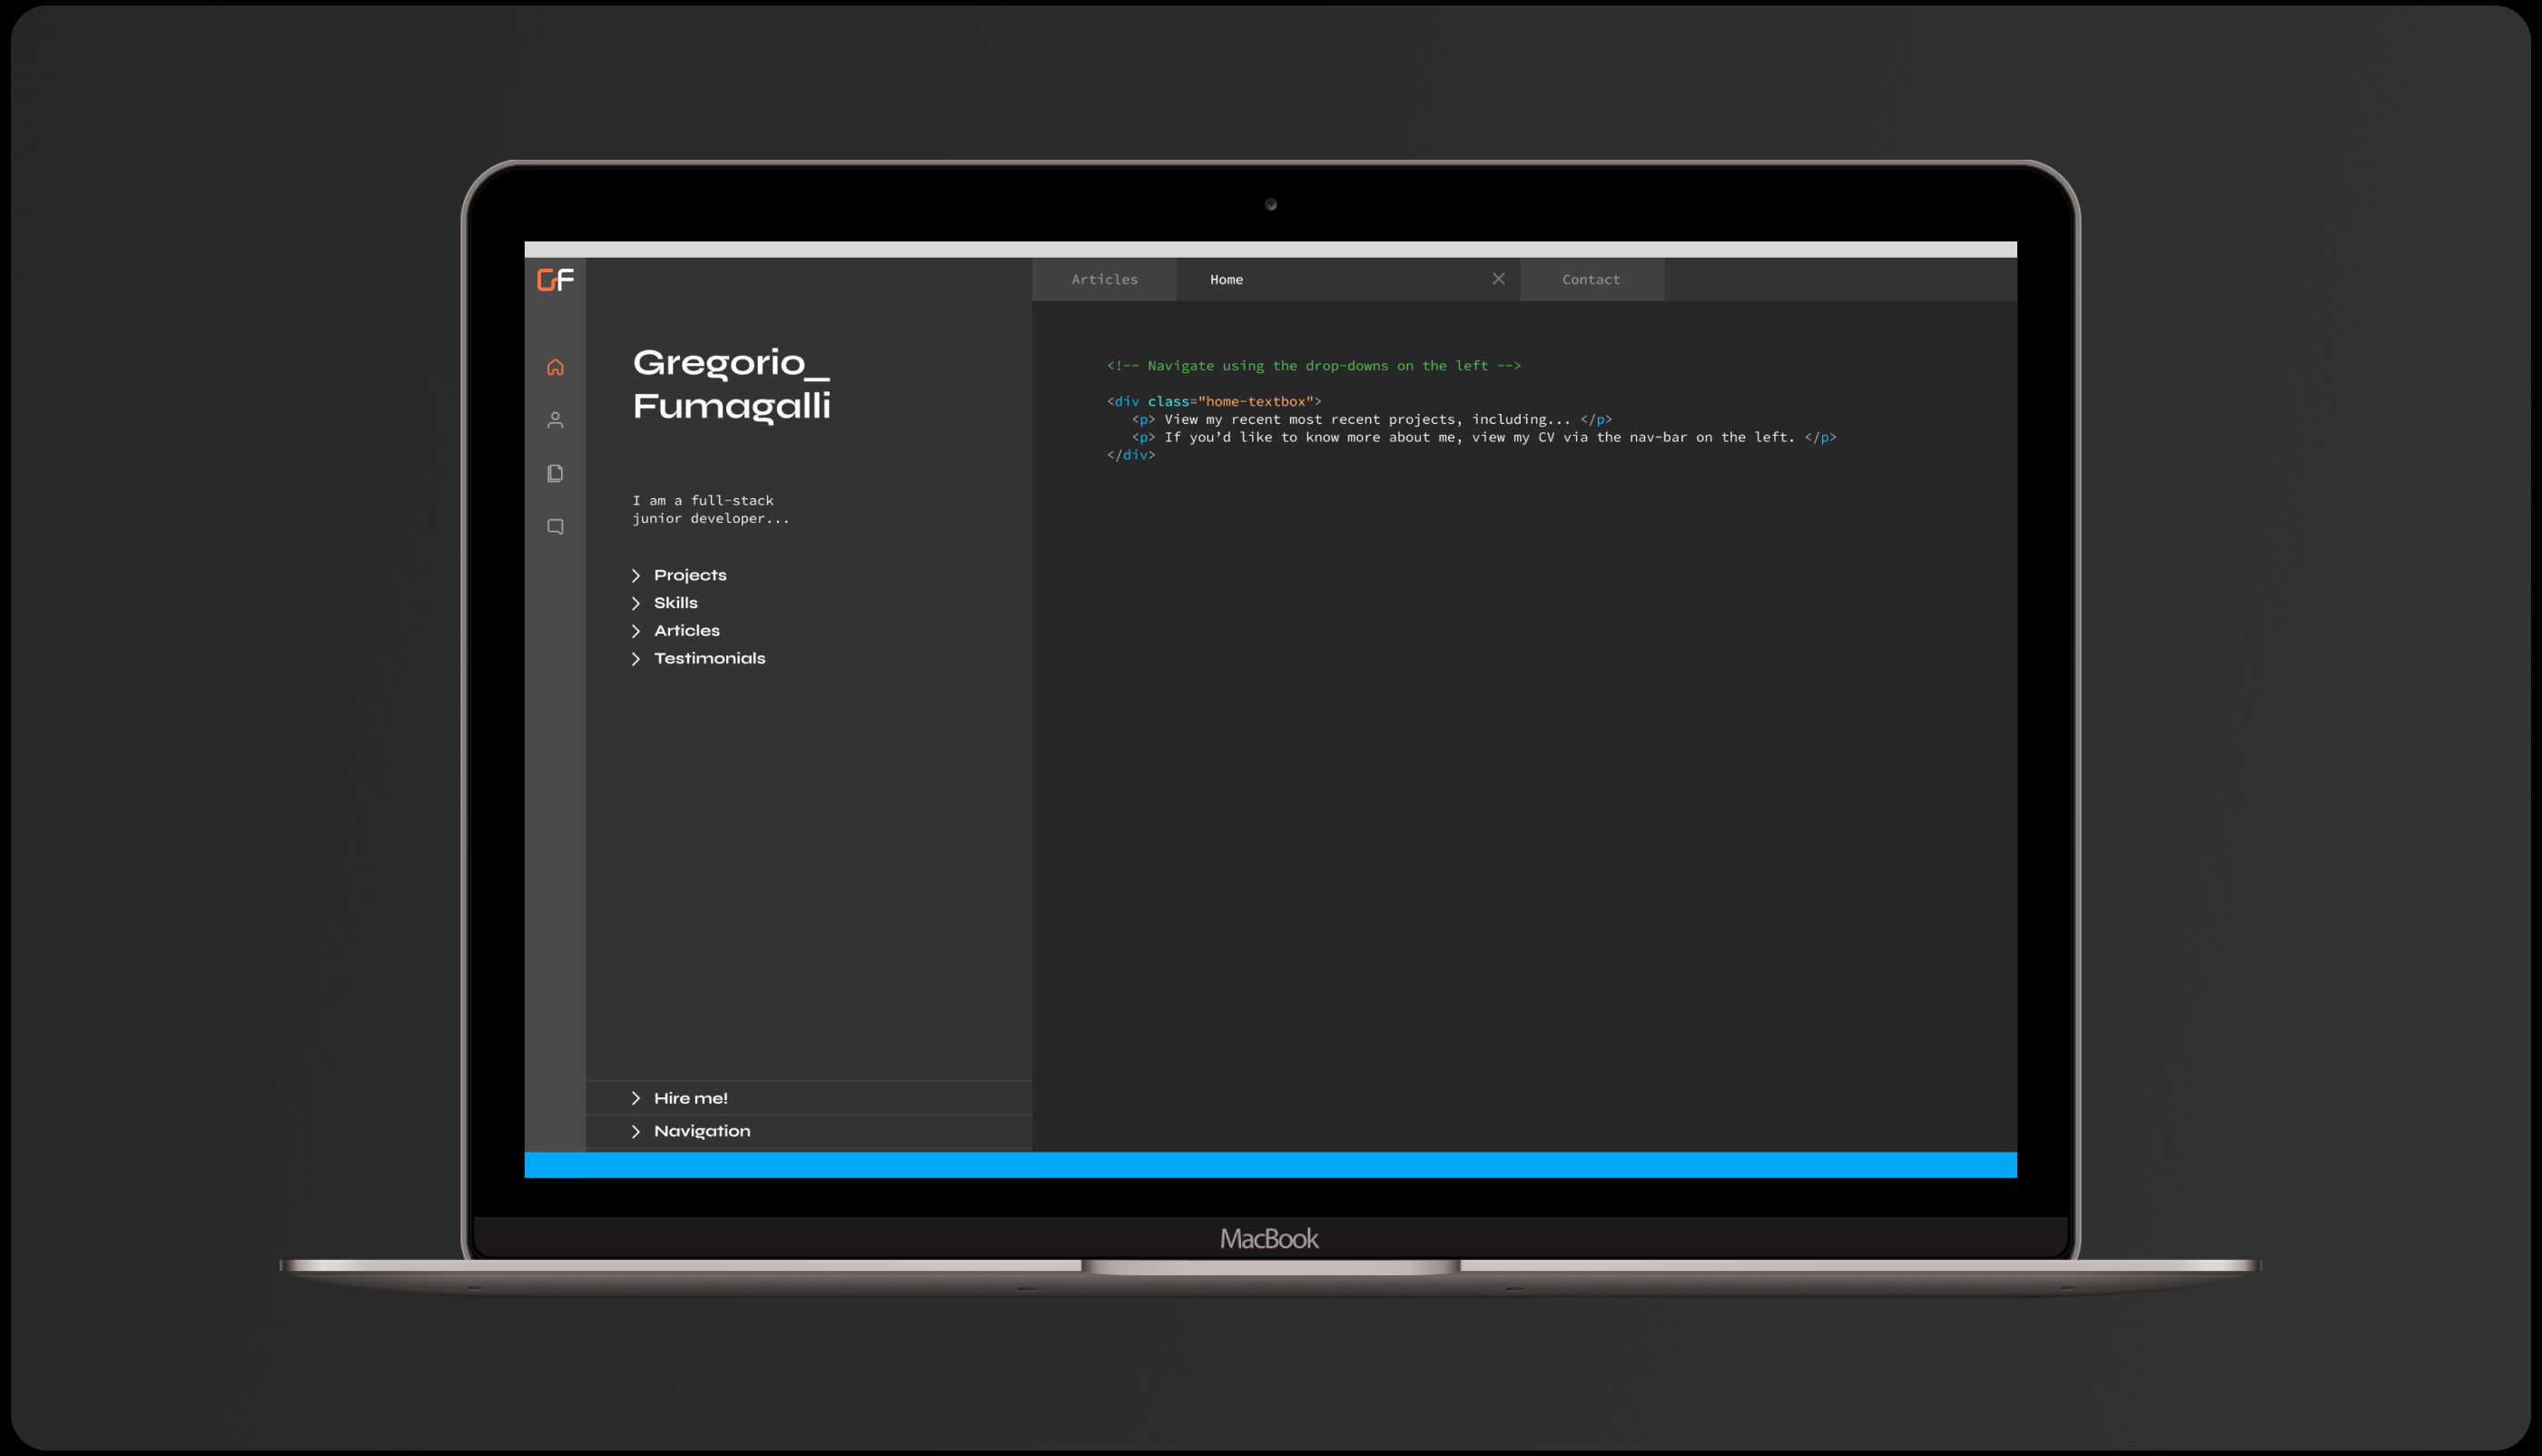 GF
Gregorio_
Fumagalli
I am a full-stack
junior developer...
Projects
Skills
Articles
Testimonials
Hire me!
Navigation
Articles
Home
Contact
<!-- Navigate using the drop-downs on the left -->
<div class="home-textbox">
<p> View my recent most recent projects, including... </p>
<p> If you’d like to know more about me, view my CV via the nav-bar on the left. </p>
</div>
MacBook